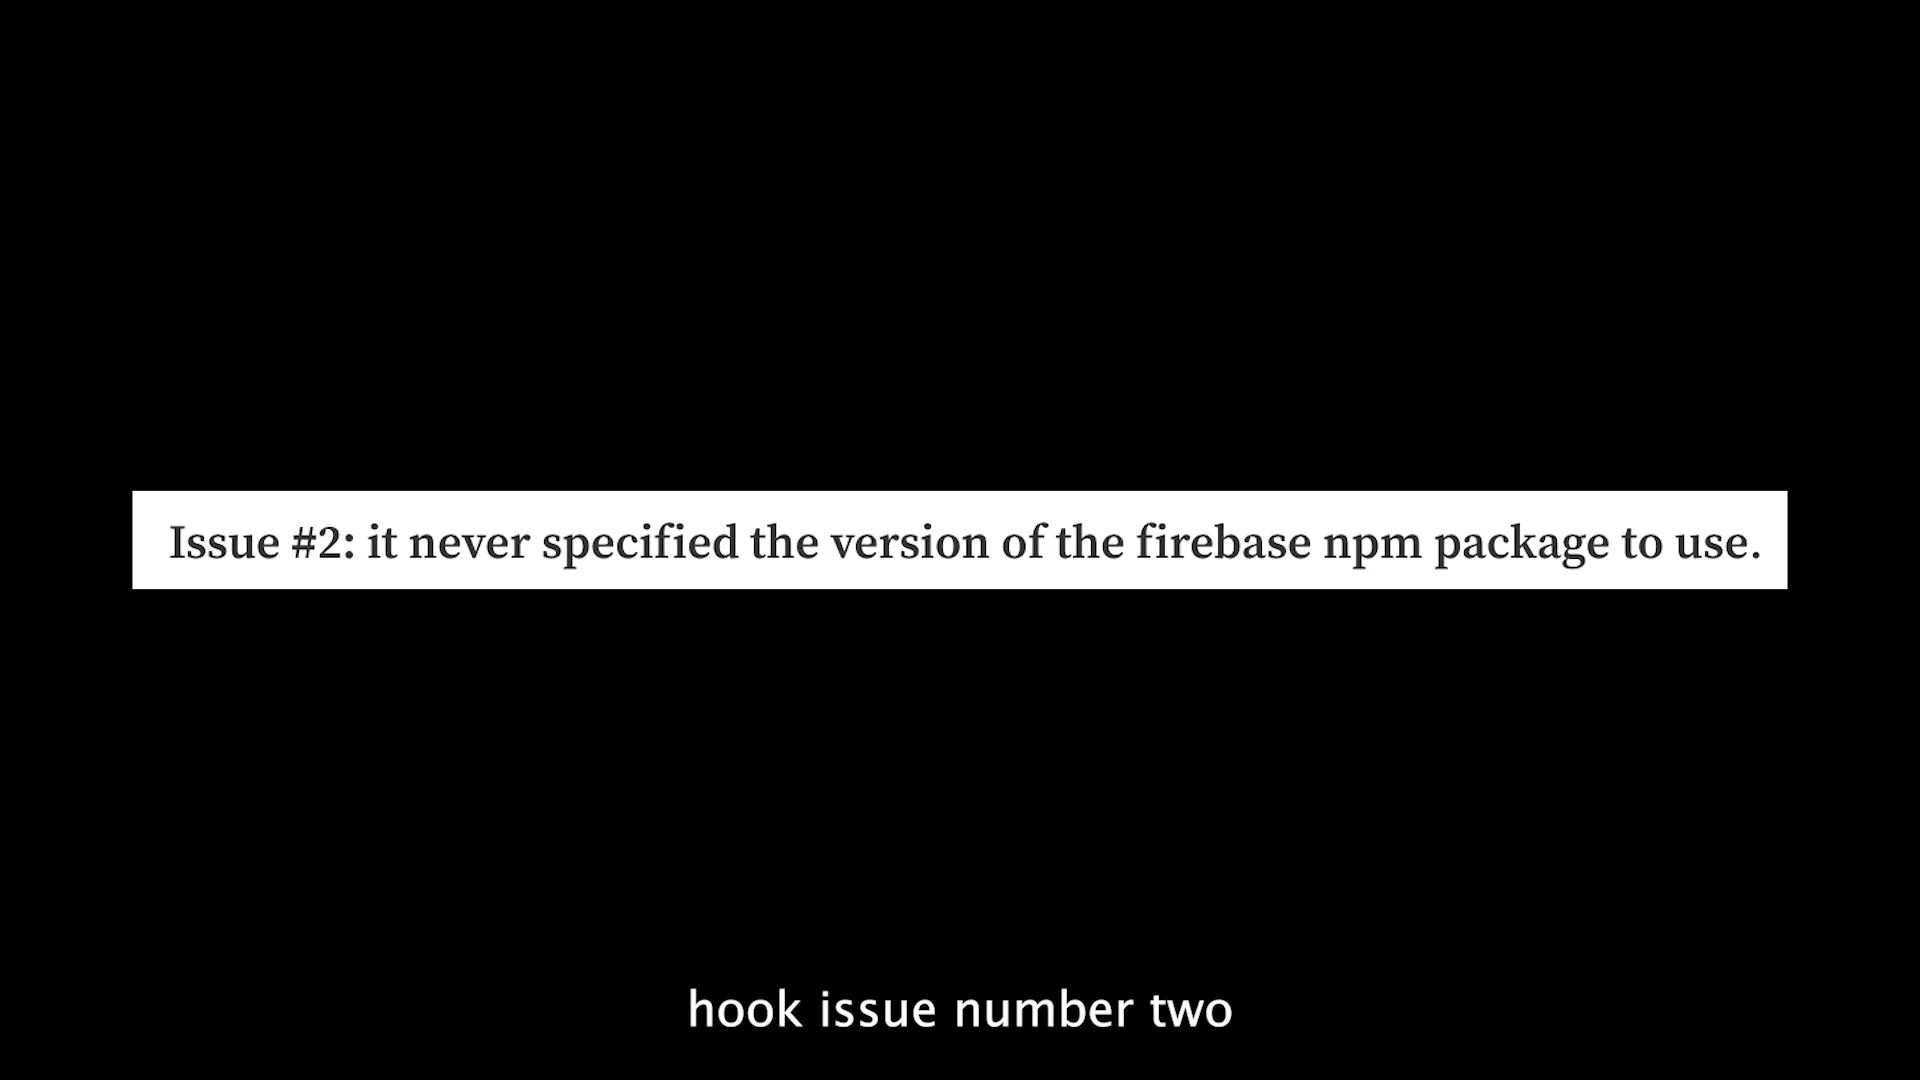 Issue #2: it never specified the version of the firebase npm package to use.
hook issue number two